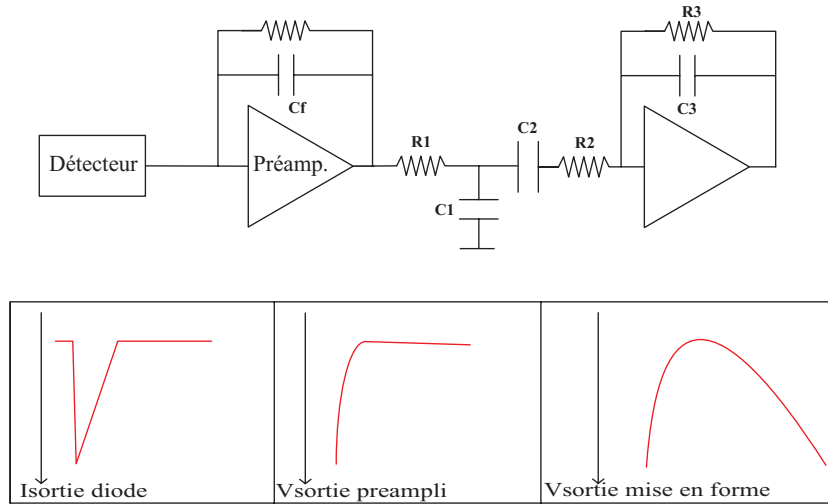 R3
Cf
C3
C2
R1
R2
Détecteur
Préamp.
C1
Isortie diode
Vsortie preampli
Vsortie mise en forme